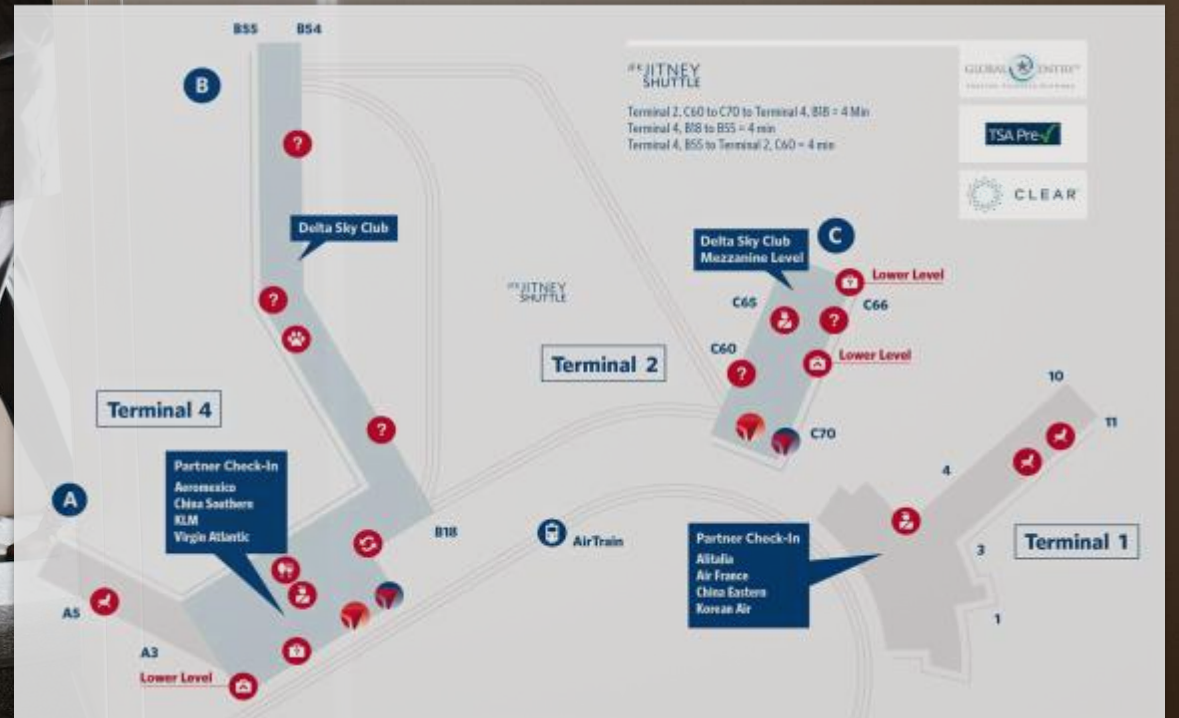 B55 B54
B
JFK JITNEY
SHUTTLE
Terminal 2, C60 to C70 to Terminal 4, B18 = 4 Min
Terminal 4, B18 to B55 = 4 min
Terminal 4, B55 to Terminal 2, C60 = 4 min
GLOBAL ENTRY
TSA Pre✓
CLEAR
?
Delta Sky Club
Delta Sky Club
Mezzanine Level
C
Lower Level
JFK JITNEY
SHUTTLE
C65
C66
?
?
C60
Lower Level
Terminal 2
?
10
11
Terminal 4
?
C70
Partner Check-In
Aeromexico
China Southern
KLM
Virgin Atlantic
4
A
B18
AirTrain
Partner Check-In
Alitalia
Air France
China Eastern
Korean Air
3
Terminal 1
A5
1
A3
Lower Level